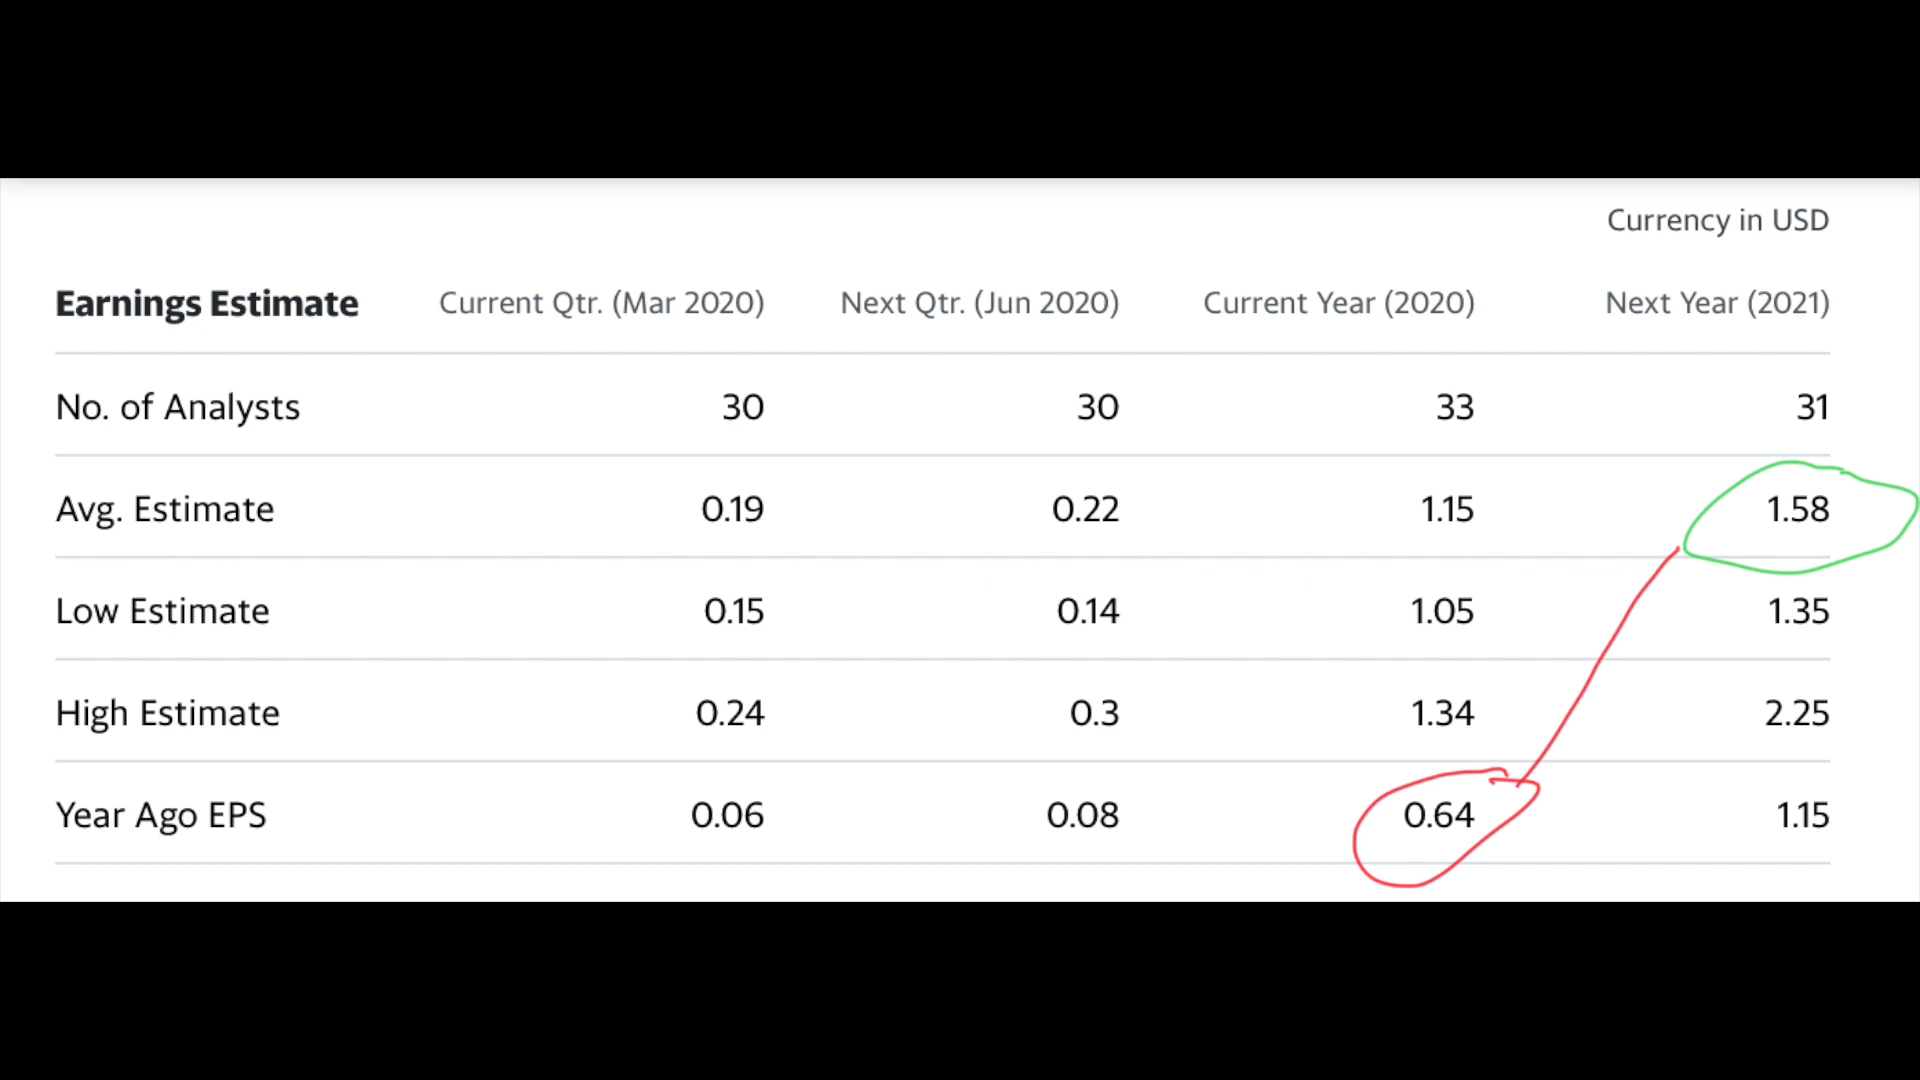 Currency in USD
Earnings Estimate Current Qtr. (Mar 2020) Next Qtr. (Jun 2020) Current Year (2020) Next Year (2021)
No. of Analysts 30 30 33 31
Avg. Estimate 0.19 0.22 1.15 1.58
Low Estimate 0.15 0.14 1.05 1.35
High Estimate 0.24 0.3 1.34 2.25
Year Ago EPS 0.06 0.08 0.64 1.15